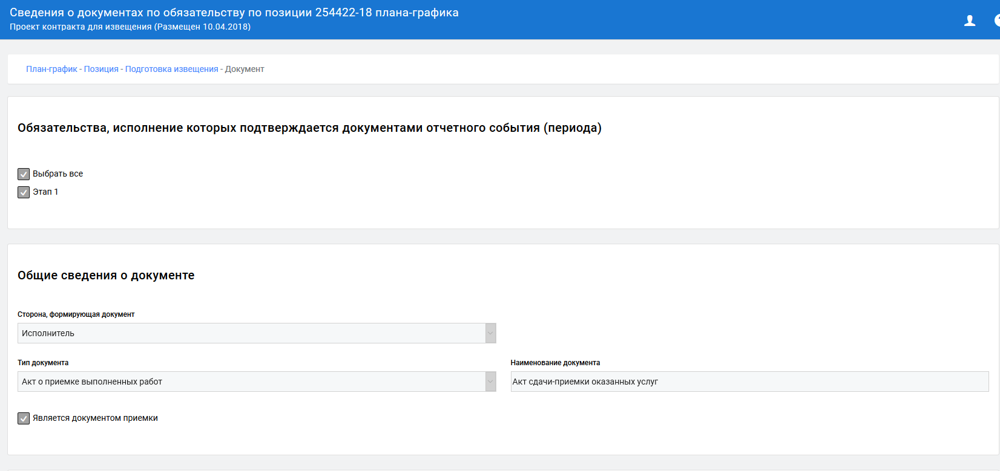 Сведения о документах по обязательству по позиции 254422-18 плана-графика
Проект контракта для извещения (Размещен 10.04.2018)
План-график - Позиция - Подготовка извещения - Документ
Обязательства, исполнение которых подтверждается документами отчетного события (периода)
Выбрать все
Этап 1
Общие сведения о документе
Сторона, формирующая документ
Исполнитель
Тип документа
Наименование документа
Акт о приемке выполненных работ
Акт сдачи-приемки оказанных услуг
Является документом приемки